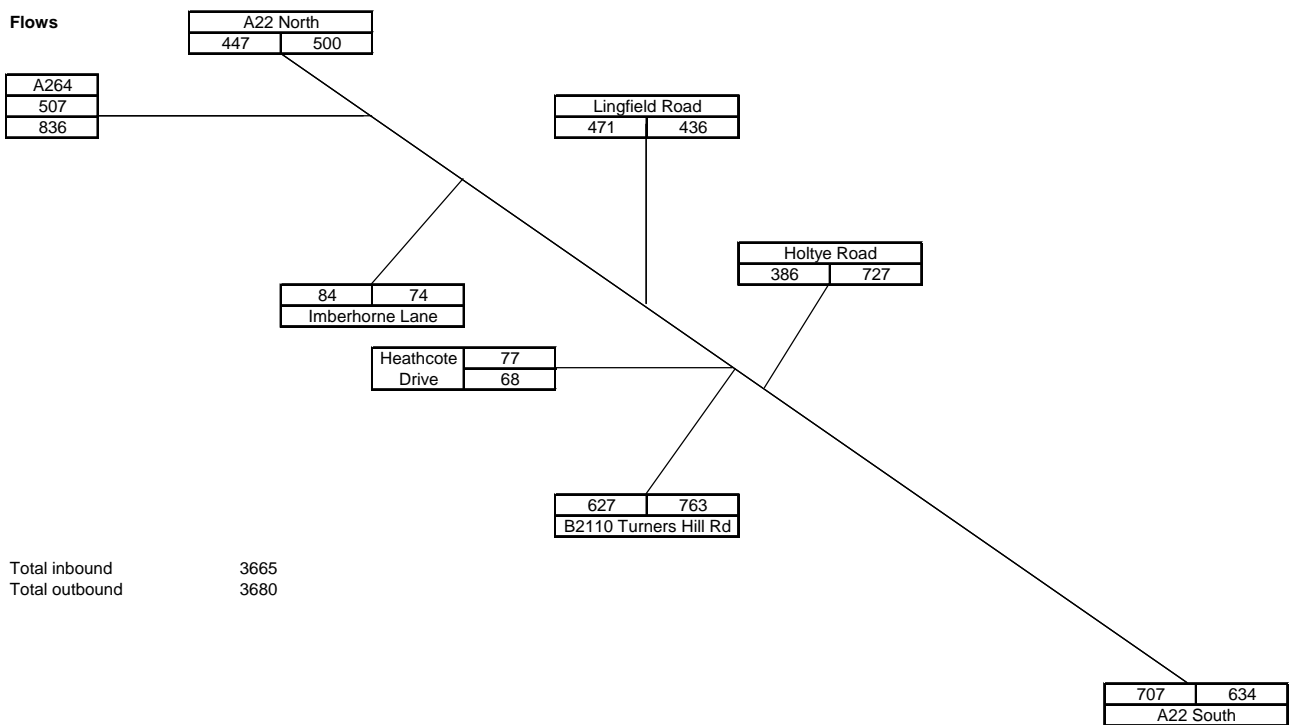 Flows
A22 North
447 500
A264
507
836
Lingfield Road
471 436
Holtye Road
386 727
84 74
Imberhorne Lane
Heathcote 77
Drive 68
627 763
B2110 Turners Hill Rd
Total inbound 3665
Total outbound 3680
707 634
A22 South